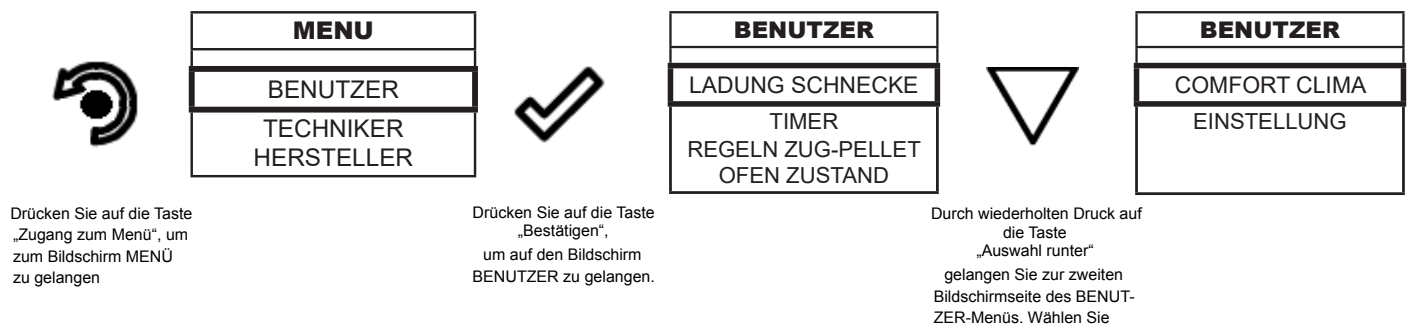 MENU
BENUTZER
TECHNIKER
HERSTELLER
Drücken Sie auf die Taste
„Zugang zum Menü“, um
zum Bildschirm MENÜ
zu gelangen
BENUTZER
LADUNG SCHNECKE
TIMER
REGELN ZUG-PELLET
OFEN ZUSTAND
Drücken Sie auf die Taste
„Bestätigen”,
um auf den Bildschirm
BENUTZER zu gelangen.
BENUTZER
COMFORT CLIMA
EINSTELLUNG
Durch wiederholten Druck auf
die Taste
„Auswahl runter“
gelangen Sie zur zweiten
Bildschirmseite des BENUT-
ZER-Menüs. Wählen Sie